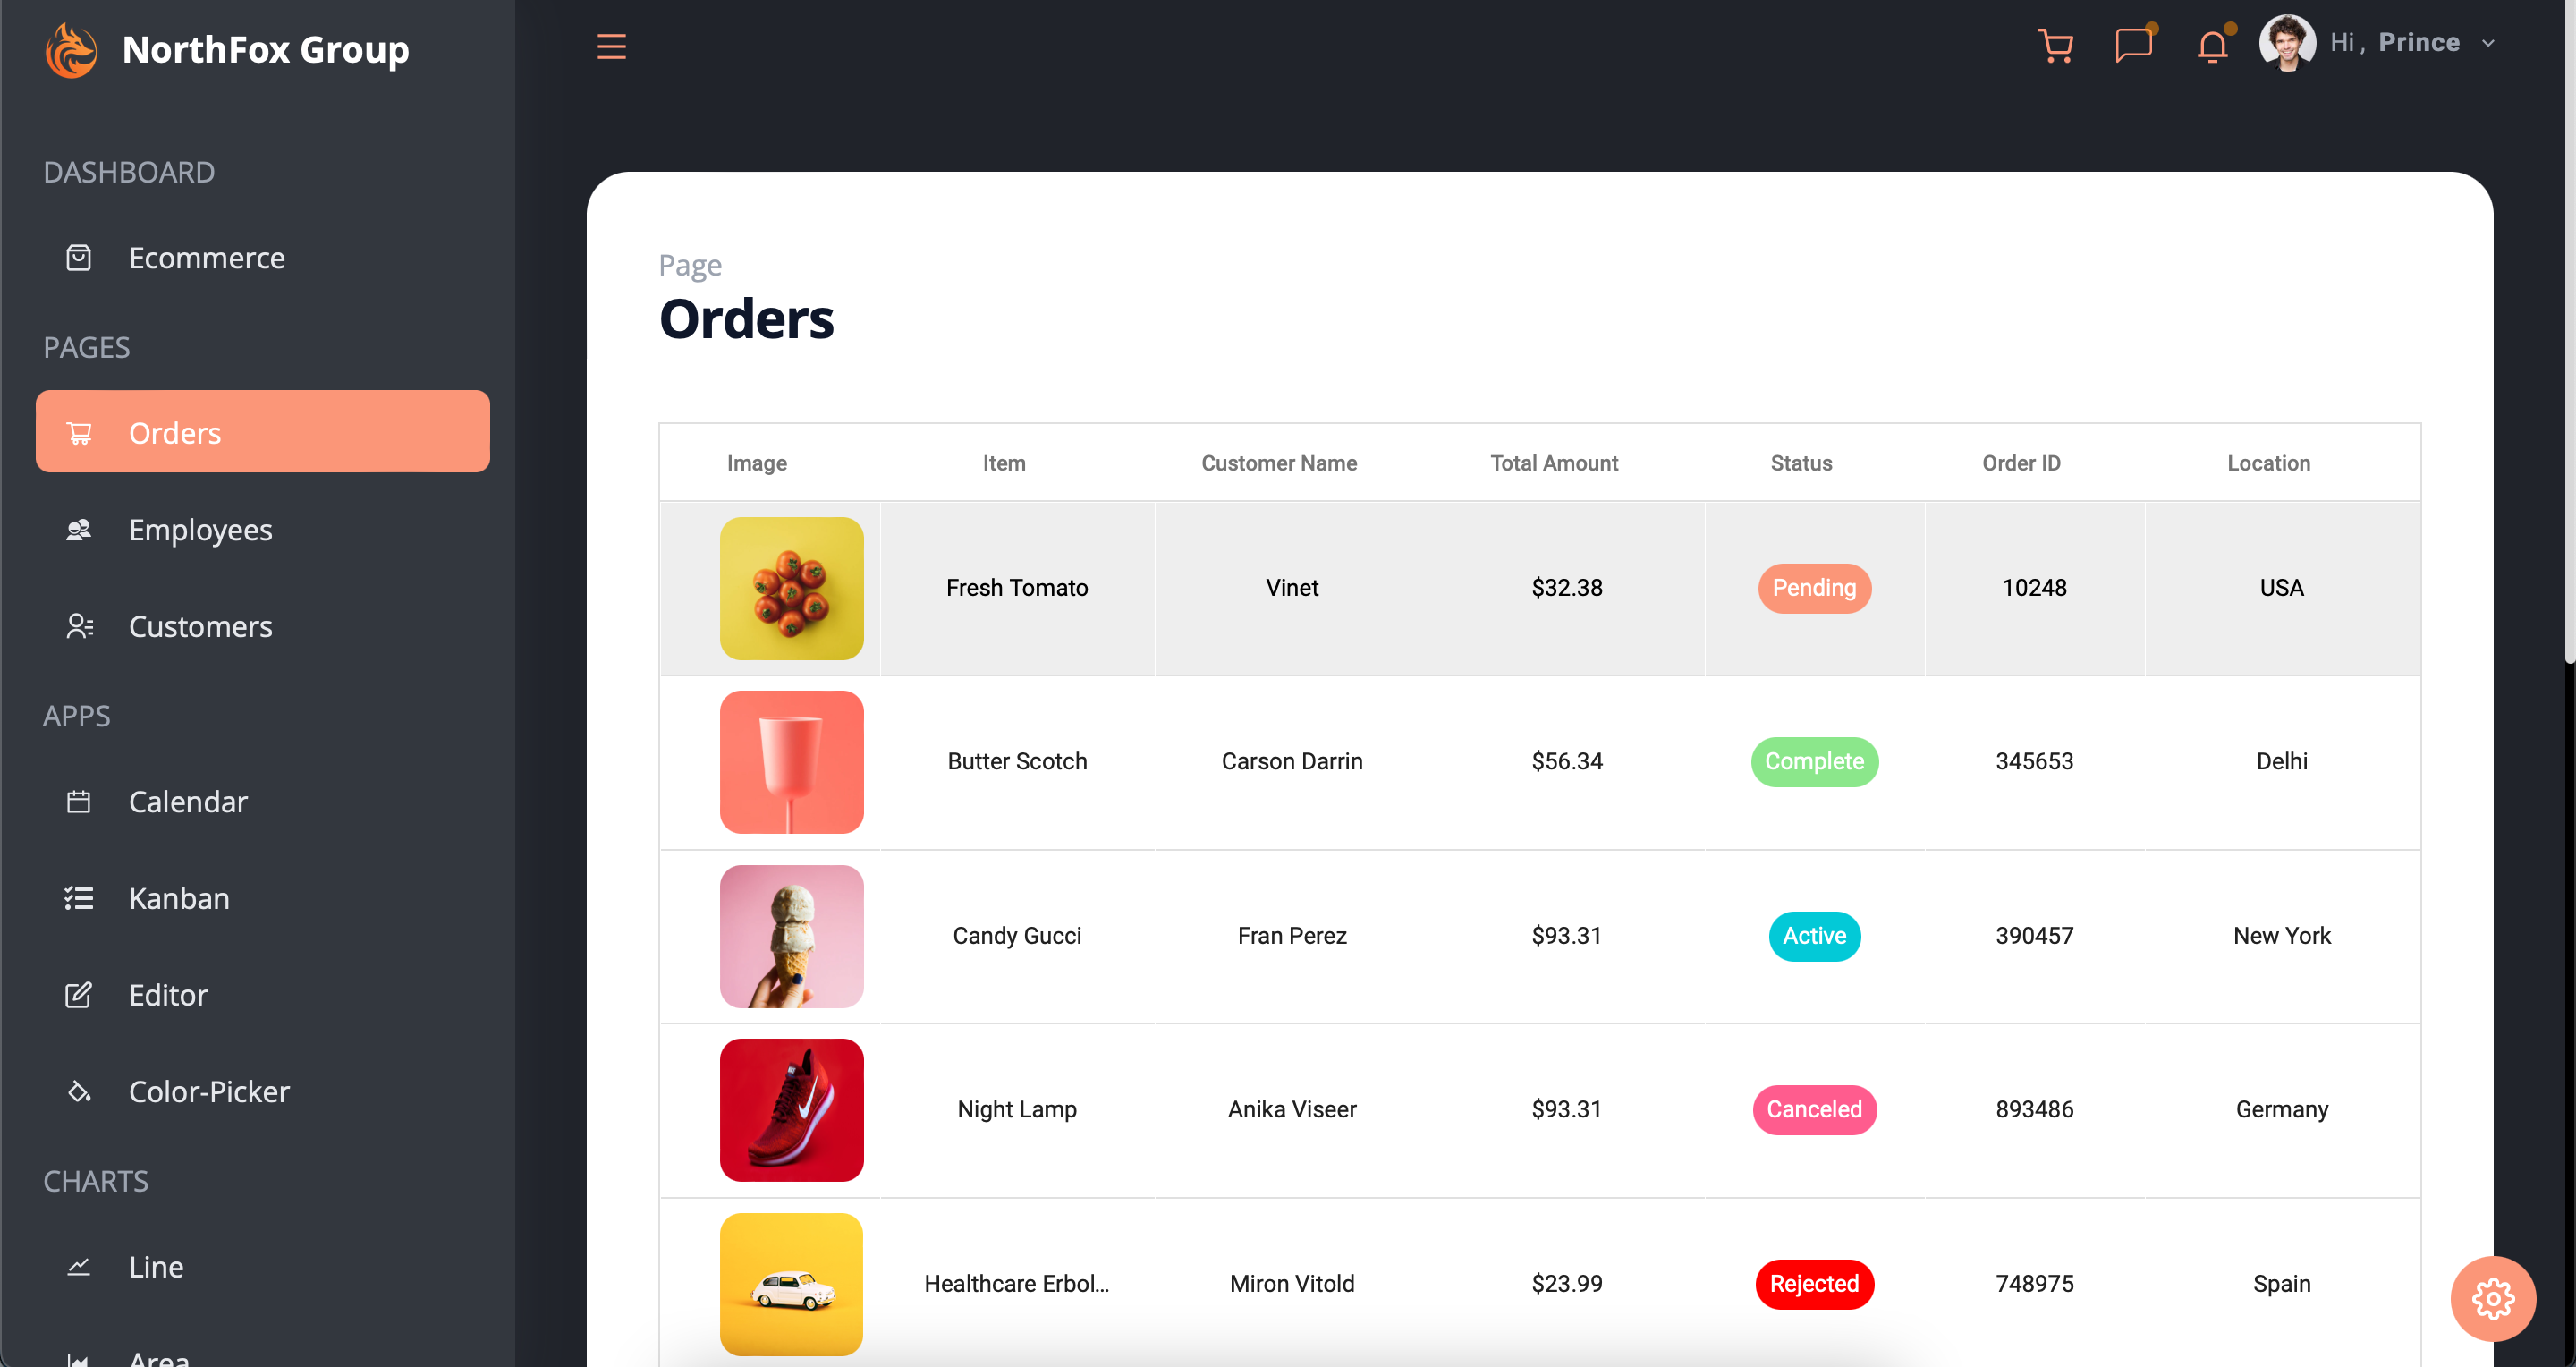 NorthFox Group
Hi , Prince
DASHBOARD
Ecommerce
PAGES
Orders
Employees
Customers
APPS
Calendar
Kanban
Editor
Color-Picker
CHARTS
Line
Area
Page
Orders
Image Item Customer Name Total Amount Status Order ID Location
Fresh Tomato Vinet $32.38 Pending 10248 USA
Butter Scotch Carson Darrin $56.34 Complete 345653 Delhi
Candy Gucci Fran Perez $93.31 Active 390457 New York
Night Lamp Anika Viseer $93.31 Canceled 893486 Germany
Healthcare Erbol... Miron Vitold $23.99 Rejected 748975 Spain